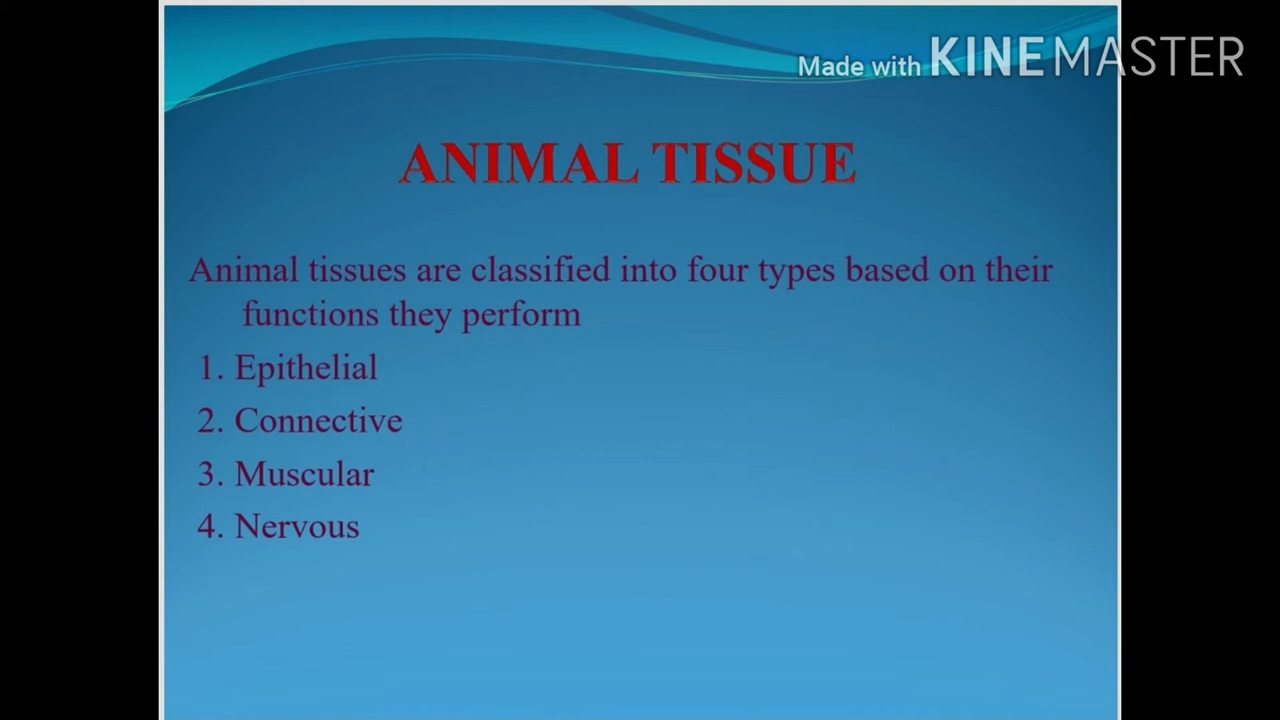 Made with KINEMASTER
ANIMAL TISSUE
Animal tissues are classified into four types based on their
functions they perform
1. Epithelial
2. Connective
3. Muscular
4. Nervous